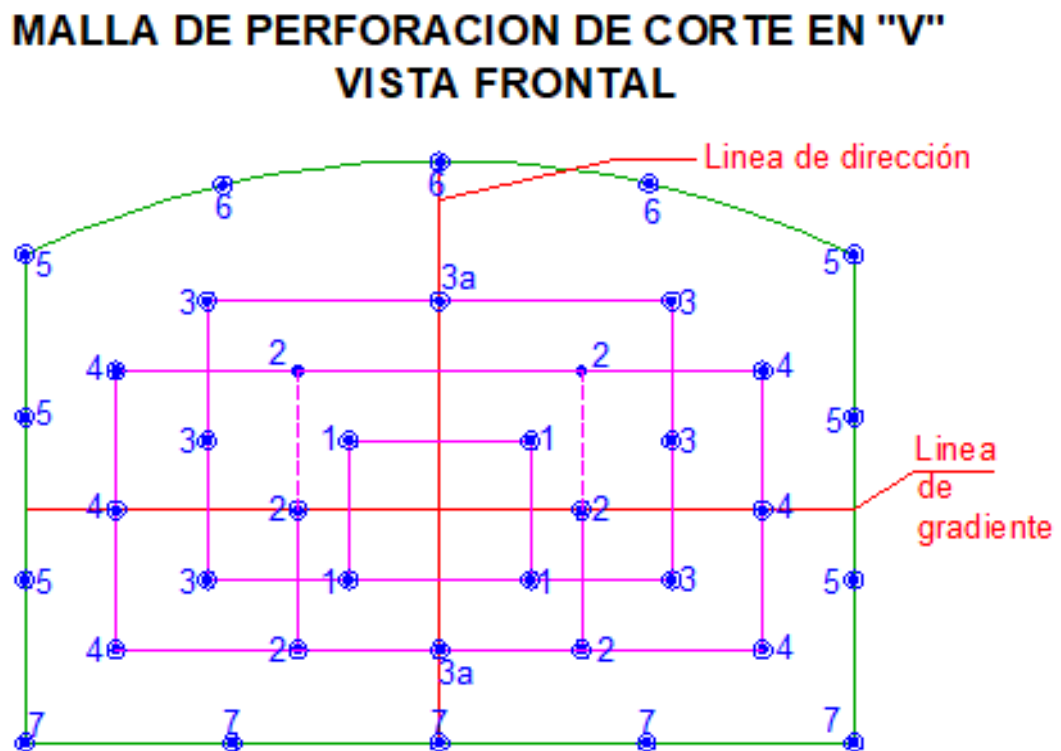 MALLA DE PERFORACION DE CORTE EN "V"
VISTA FRONTAL
Linea de dirección
6
6 6
5 5
3a
3 3
2 2
4 4
5 5
1 1
3 3
Linea
de
gradiente
4 2 2 4
5 3 1 1 3 5
4 2 2 4
3a
7 7 7 7 7